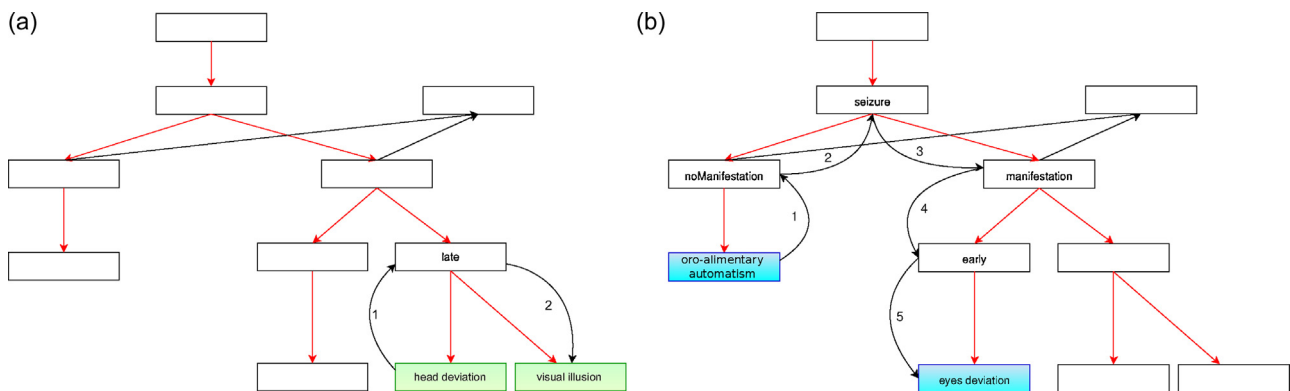 (a)
late
1
2
head deviation
visual illusion
(b)
seizure
2
3
noManifestation
manifestation
1
4
oro-alimentary
automatism
early
5
eyes deviation